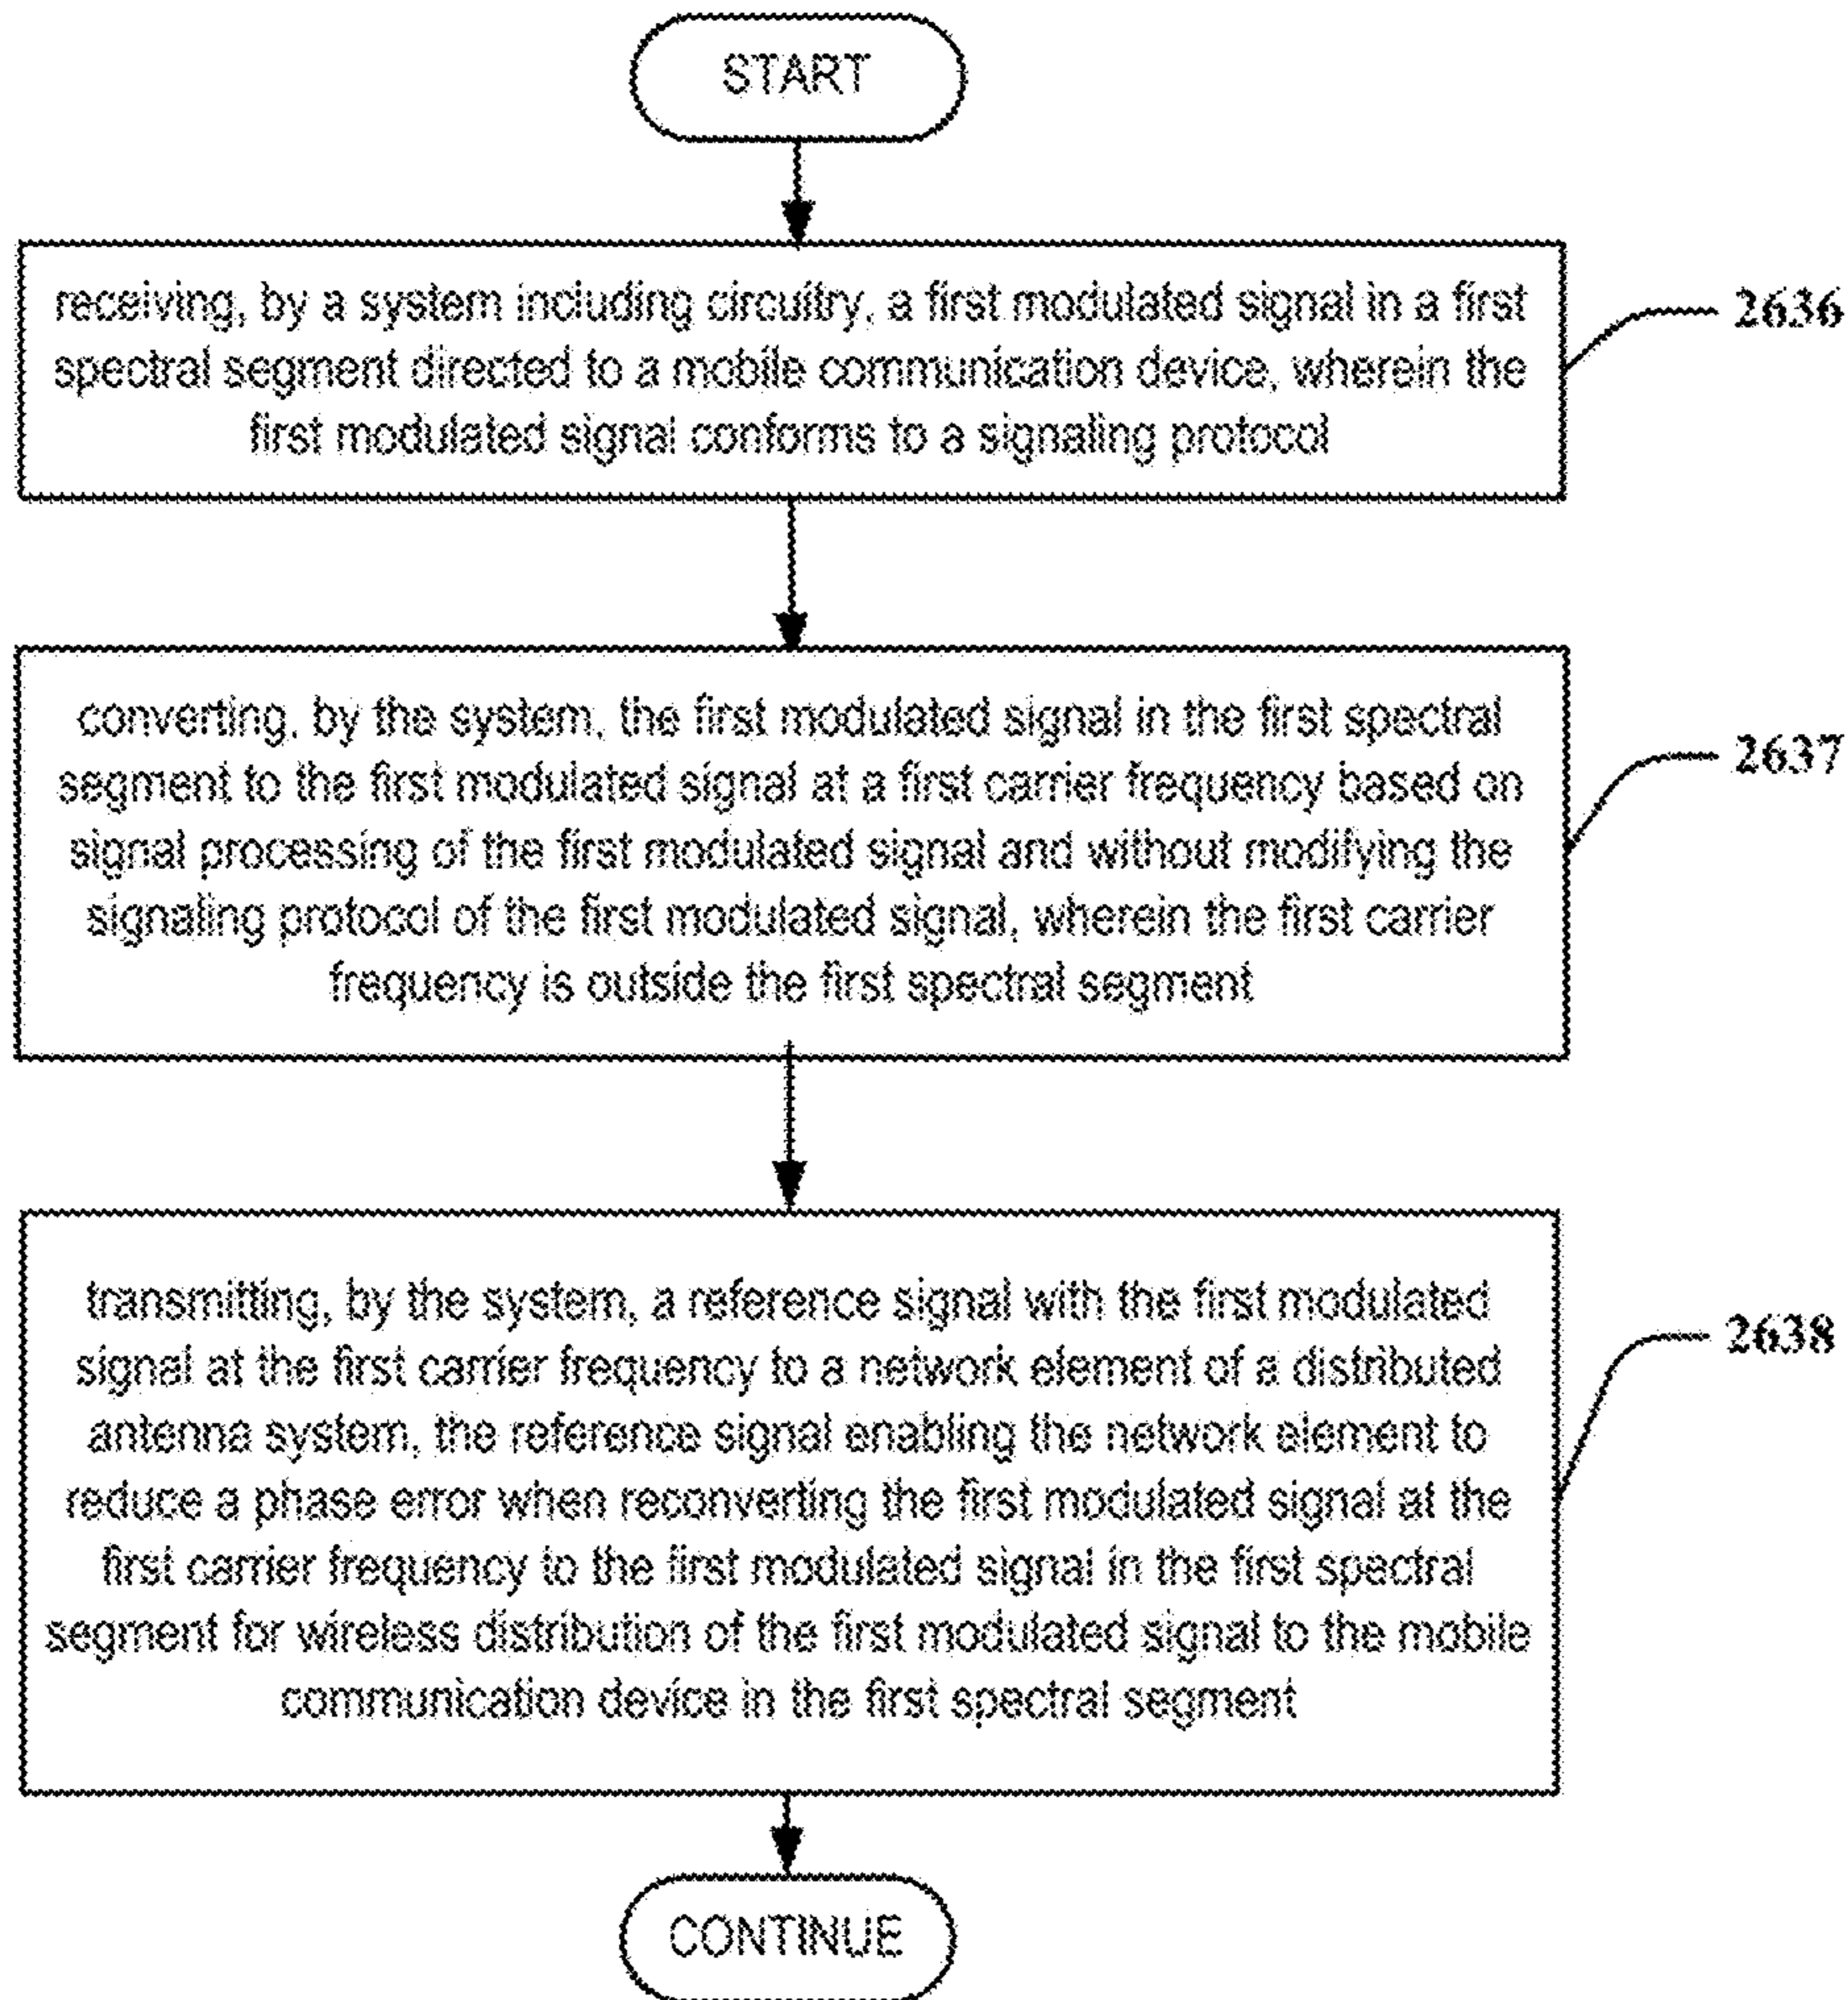 START
receiving, by a system including circuitry, a first modulated signal in a first
spectral segment directed to a mobile communication device, wherein the
first modulated signal conforms to a signaling protocol
2636
converting, by the system, the first modulated signal in the first spectral
segment to the first modulated signal at a first carrier frequency based on
signal processing of the first modulated signal and without modifying the
signaling protocol of the first modulated signal, wherein the first carrier
frequency is outside the first spectral segment
2637
transmitting, by the system, a reference signal with the first modulated
signal at the first carrier frequency to a network element of a distributed
antenna system, the reference signal enabling the network element to
reduce a phase error when reconverting the first modulated signal at the
first carrier frequency to the first modulated signal in the first spectral
segment for wireless distribution of the first modulated signal to the mobile
communication device in the first spectral segment
2638
CONTINUE